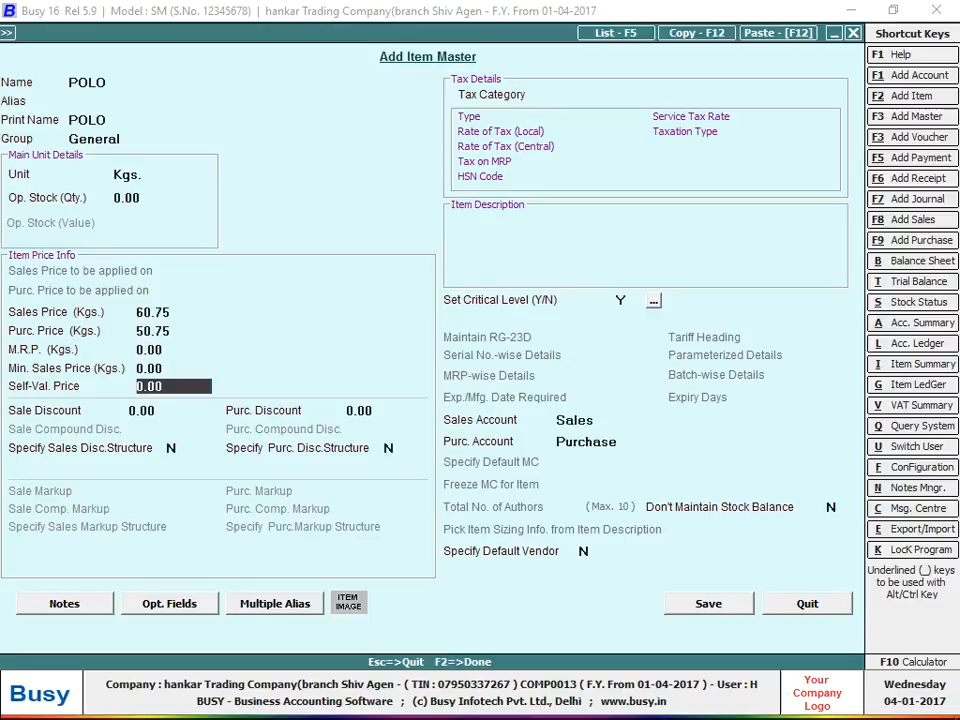 Busy 16 Rel 5.9 | Model : SM (S.No. 12345678) | hankar Trading Company(branch Shiv Agen - F.Y. From 01-04-2017
>> List - F5 Copy - F12 Paste - [F12]
Add Item Master
Name POLO
Alias
Print Name POLO
Group General
Main Unit Details
Unit Kgs.
Op. Stock (Qty.) 0.00
Op. Stock (Value)
Item Price Info
Sales Price to be applied on
Purc. Price to be applied on
Sales Price (Kgs.) 60.75
Purc. Price (Kgs.) 50.75
M.R.P. (Kgs.) 0.00
Min. Sales Price (Kgs.) 0.00
Self-Val. Price 0.00
Sale Discount 0.00 Purc. Discount 0.00
Sale Compound Disc. Purc. Compound Disc.
Specify Sales Disc.Structure N Specify Purc. Disc.Structure N
Sale Markup Purc. Markup
Sale Comp. Markup Purc. Comp. Markup
Specify Sales Markup Structure Specify Purc.Markup Structure
Notes Opt. Fields Multiple Alias ITEM IMAGE
Tax Details
Tax Category
Type Service Tax Rate
Rate of Tax (Local) Taxation Type
Rate of Tax (Central)
Tax on MRP
HSN Code
Item Description
Set Critical Level (Y/N) Y ...
Maintain RG-23D Tariff Heading
Serial No.-wise Details Parameterized Details
MRP-wise Details Batch-wise Details
Exp./Mfg. Date Required Expiry Days
Sales Account Sales
Purc. Account Purchase
Specify Default MC
Freeze MC for Item
Total No. of Authors (Max. 10) Don't Maintain Stock Balance N
Pick Item Sizing Info. from Item Description
Specify Default Vendor N
Save Quit
Shortcut Keys
F1 Help
F1 Add Account
F2 Add Item
F3 Add Master
F3 Add Voucher
F5 Add Payment
F6 Add Receipt
F7 Add Journal
F8 Add Sales
F9 Add Purchase
B Balance Sheet
T Trial Balance
S Stock Status
A Acc. Summary
L Acc. Ledger
I Item Summary
G Item LedGer
V VAT Summary
Q Query System
U Switch User
F Configuration
N Notes Mngr.
C Msg. Centre
E Export/Import
K LocK Program
Underlined (_) keys
to be used with
Alt/Ctrl Key
F10 Calculator
Esc=>Quit F2=>Done
Busy
Company : hankar Trading Company(branch Shiv Agen - ( TIN : 07950337267 ) COMP0013 ( F.Y. From 01-04-2017 ) - User : H
BUSY - Business Accounting Software ; (c) Busy Infotech Pvt. Ltd., Delhi ; www.busy.in
Your
Company
Logo
Wednesday
04-01-2017